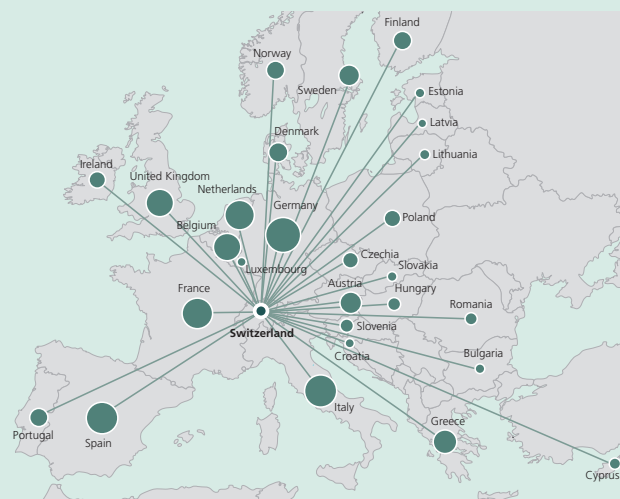 Finland
Norway
Sweden
Estonia
Latvia
Denmark
Lithuania
Ireland
United Kingdom
Netherlands
Germany
Poland
Belgium
Luxembourg
Czechia
Slovakia
Austria
Hungary
France
Romania
Switzerland
Slovenia
Croatia
Bulgaria
Italy
Greece
Portugal
Spain
Cyprus